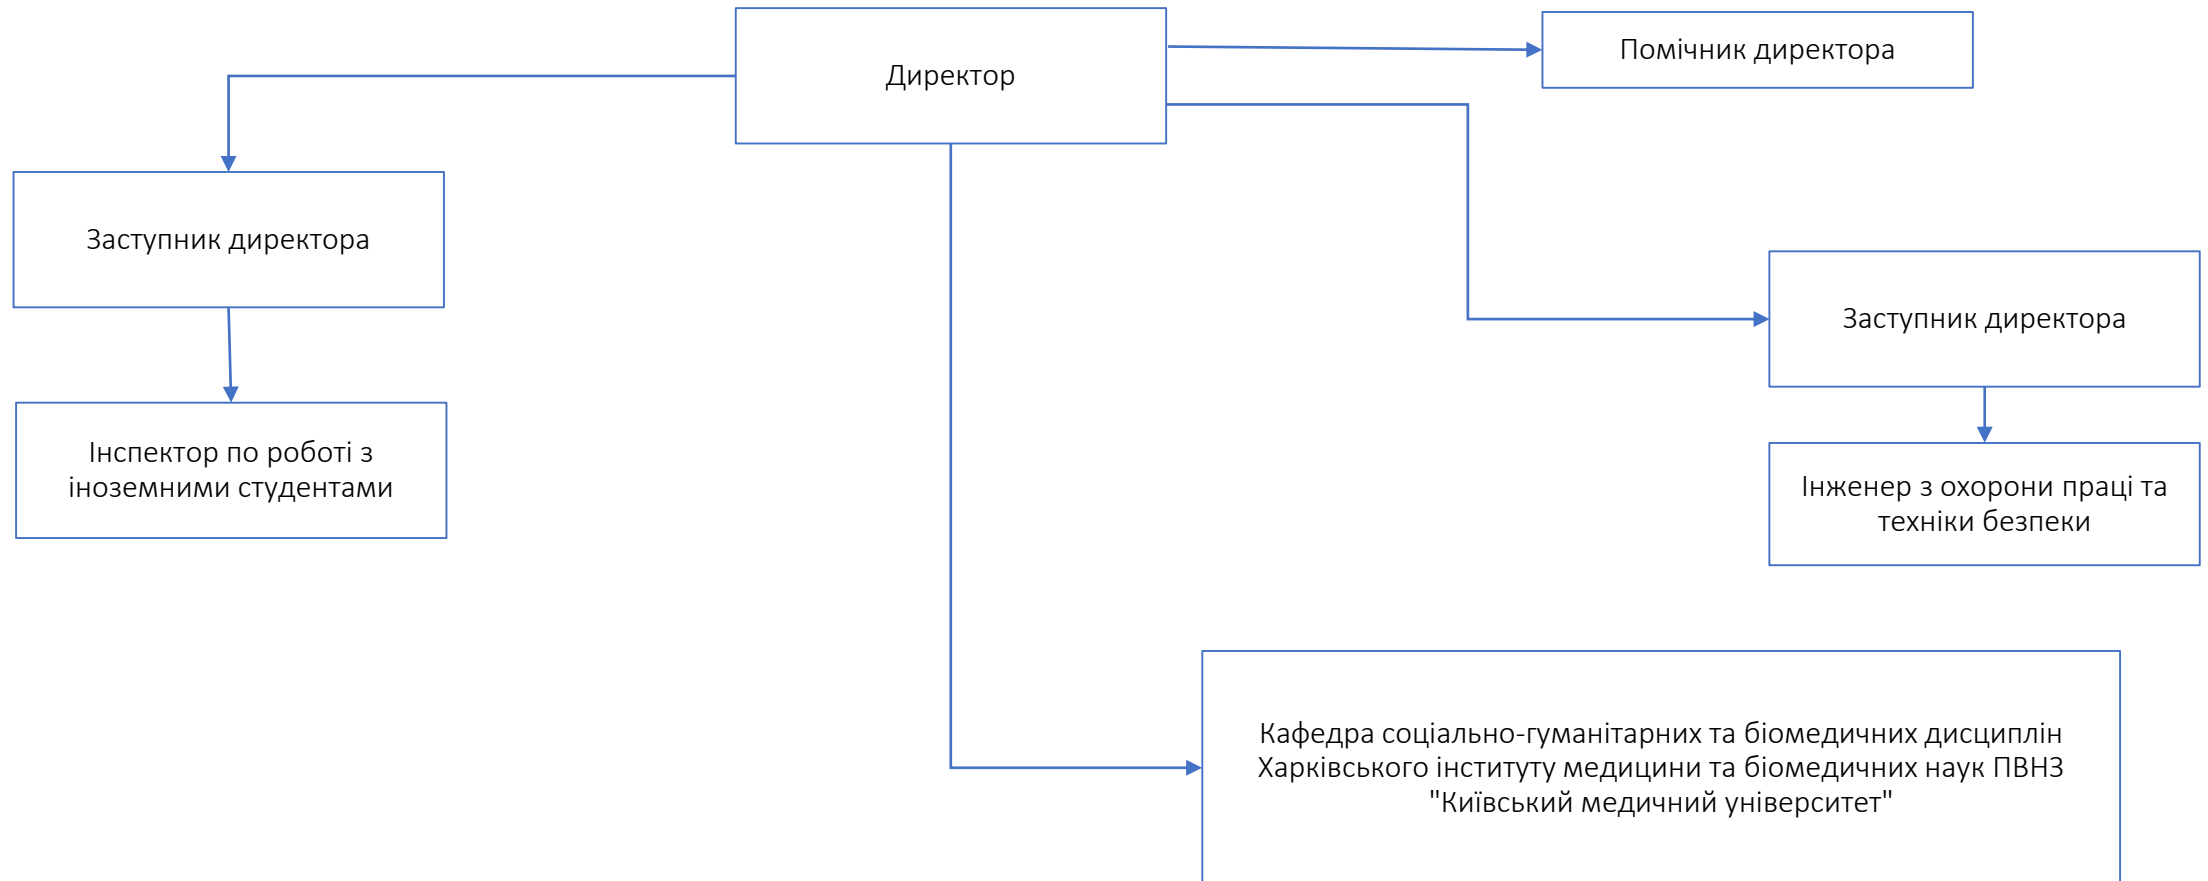 Директор
Помічник директора
Заступник директора
Заступник директора
Інспектор по роботі з
іноземними студентами
Інженер з охорони праці та
техніки безпеки
Кафедра соціально-гуманітарних та біомедичних дисциплін
Харківського інституту медицини та біомедичних наук ПВНЗ
"Київський медичний університет"